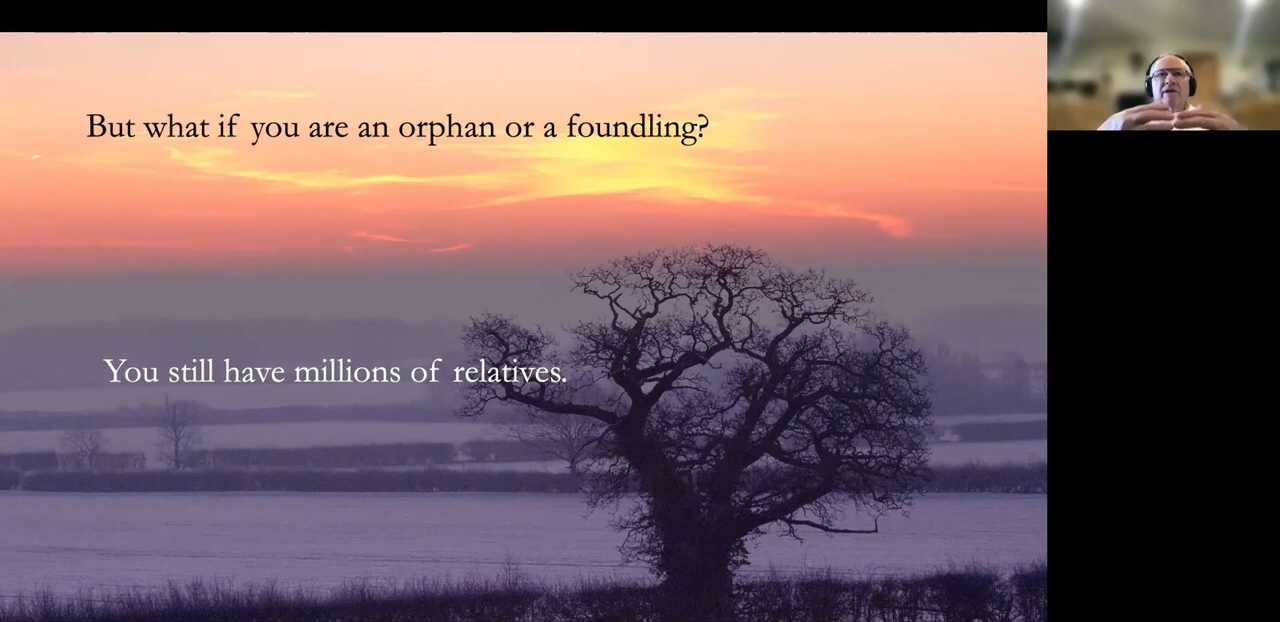 But what if you are an orphan or a foundling?
You still have millions of relatives.